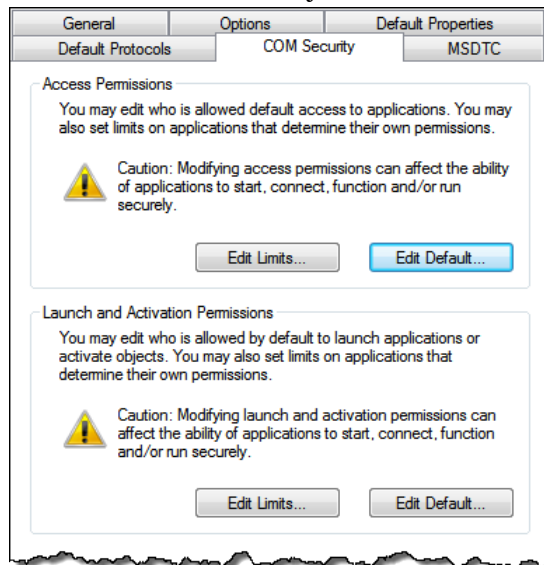 General Options Default Properties
Default Protocols COM Security MSDTC
Access Permissions
You may edit who is allowed default access to applications. You may
also set limits on applications that determine their own permissions.
Caution: Modifying access permissions can affect the ability
of applications to start, connect, function and/or run
securely.
Edit Limits... Edit Default...
Launch and Activation Permissions
You may edit who is allowed by default to launch applications or
activate objects. You may also set limits on applications that
determine their own permissions.
Caution: Modifying launch and activation permissions can
affect the ability of applications to start, connect, function
and/or run securely.
Edit Limits... Edit Default...